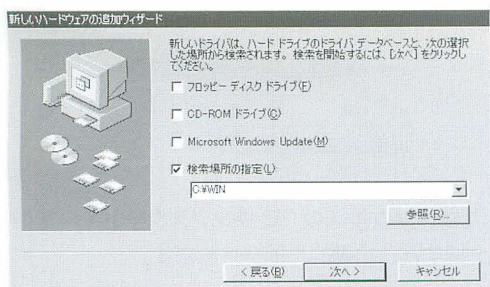 新しいハードウェアの追加ウィザード
新しいドライバは、ハード ドライブのドライバ データベースと、次の選択
した場所から検索されます。検索を開始するには、[次へ] をクリックし
てください。
フロッピー ディスク ドライブ(F)
CD-ROM ドライブ(C)
Microsoft Windows Update(M)
検索場所の指定(L)
C:¥WIN
参照(R)...
< 戻る(B)
次へ >
キャンセル